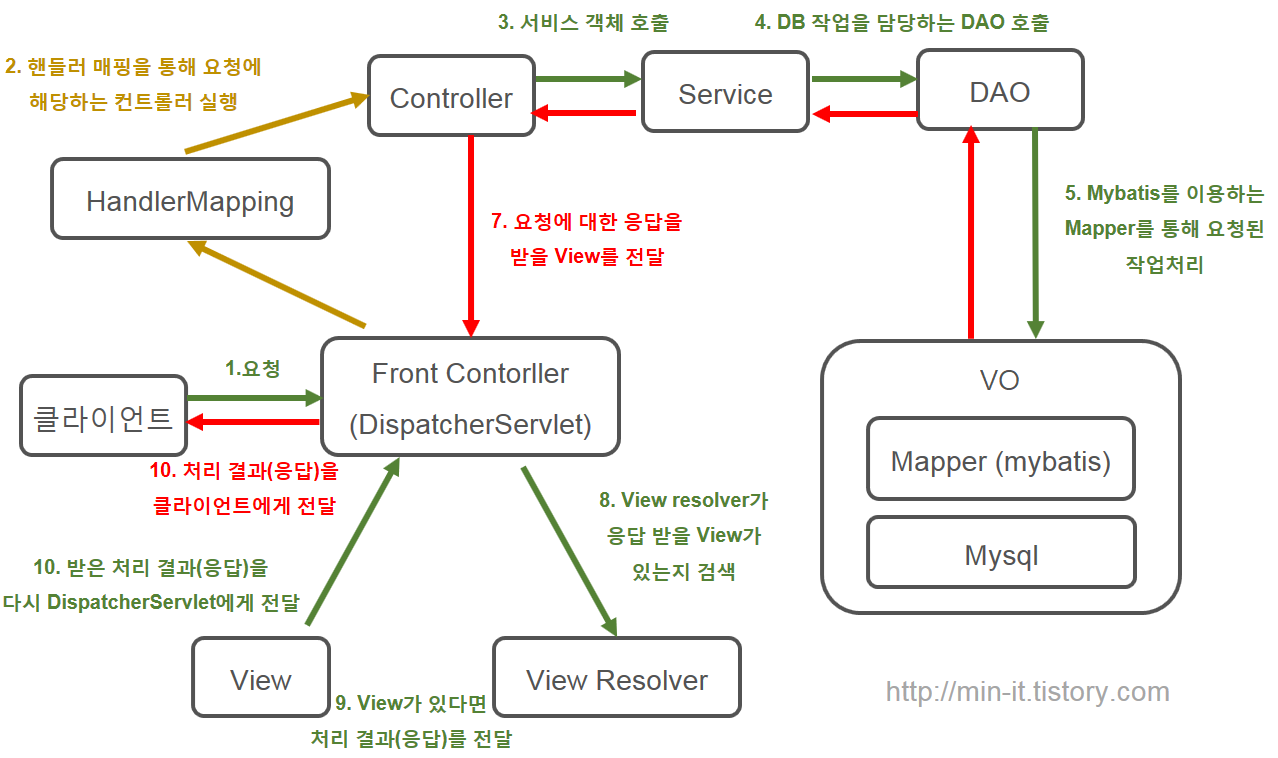 3. 서비스 객체 호출
4. DB 작업을 담당하는 DAO 호출
2. 핸들러 매핑을 통해 요청에
해당하는 컨트롤러 실행
Controller
Service
DAO
HandlerMapping
5. Mybatis를 이용하는
Mapper를 통해 요청된
작업처리
7. 요청에 대한 응답을
받을 View를 전달
1.요청
클라이언트
Front Contorller
(DispatcherServlet)
VO
Mapper (mybatis)
Mysql
10. 처리 결과(응답)을
클라이언트에게 전달
8. View resolver가
응답 받을 View가
있는지 검색
10. 받은 처리 결과(응답)을
다시 DispatcherServlet에게 전달
View
View Resolver
9. View가 있다면
처리 결과(응답)를 전달
http://min-it.tistory.com